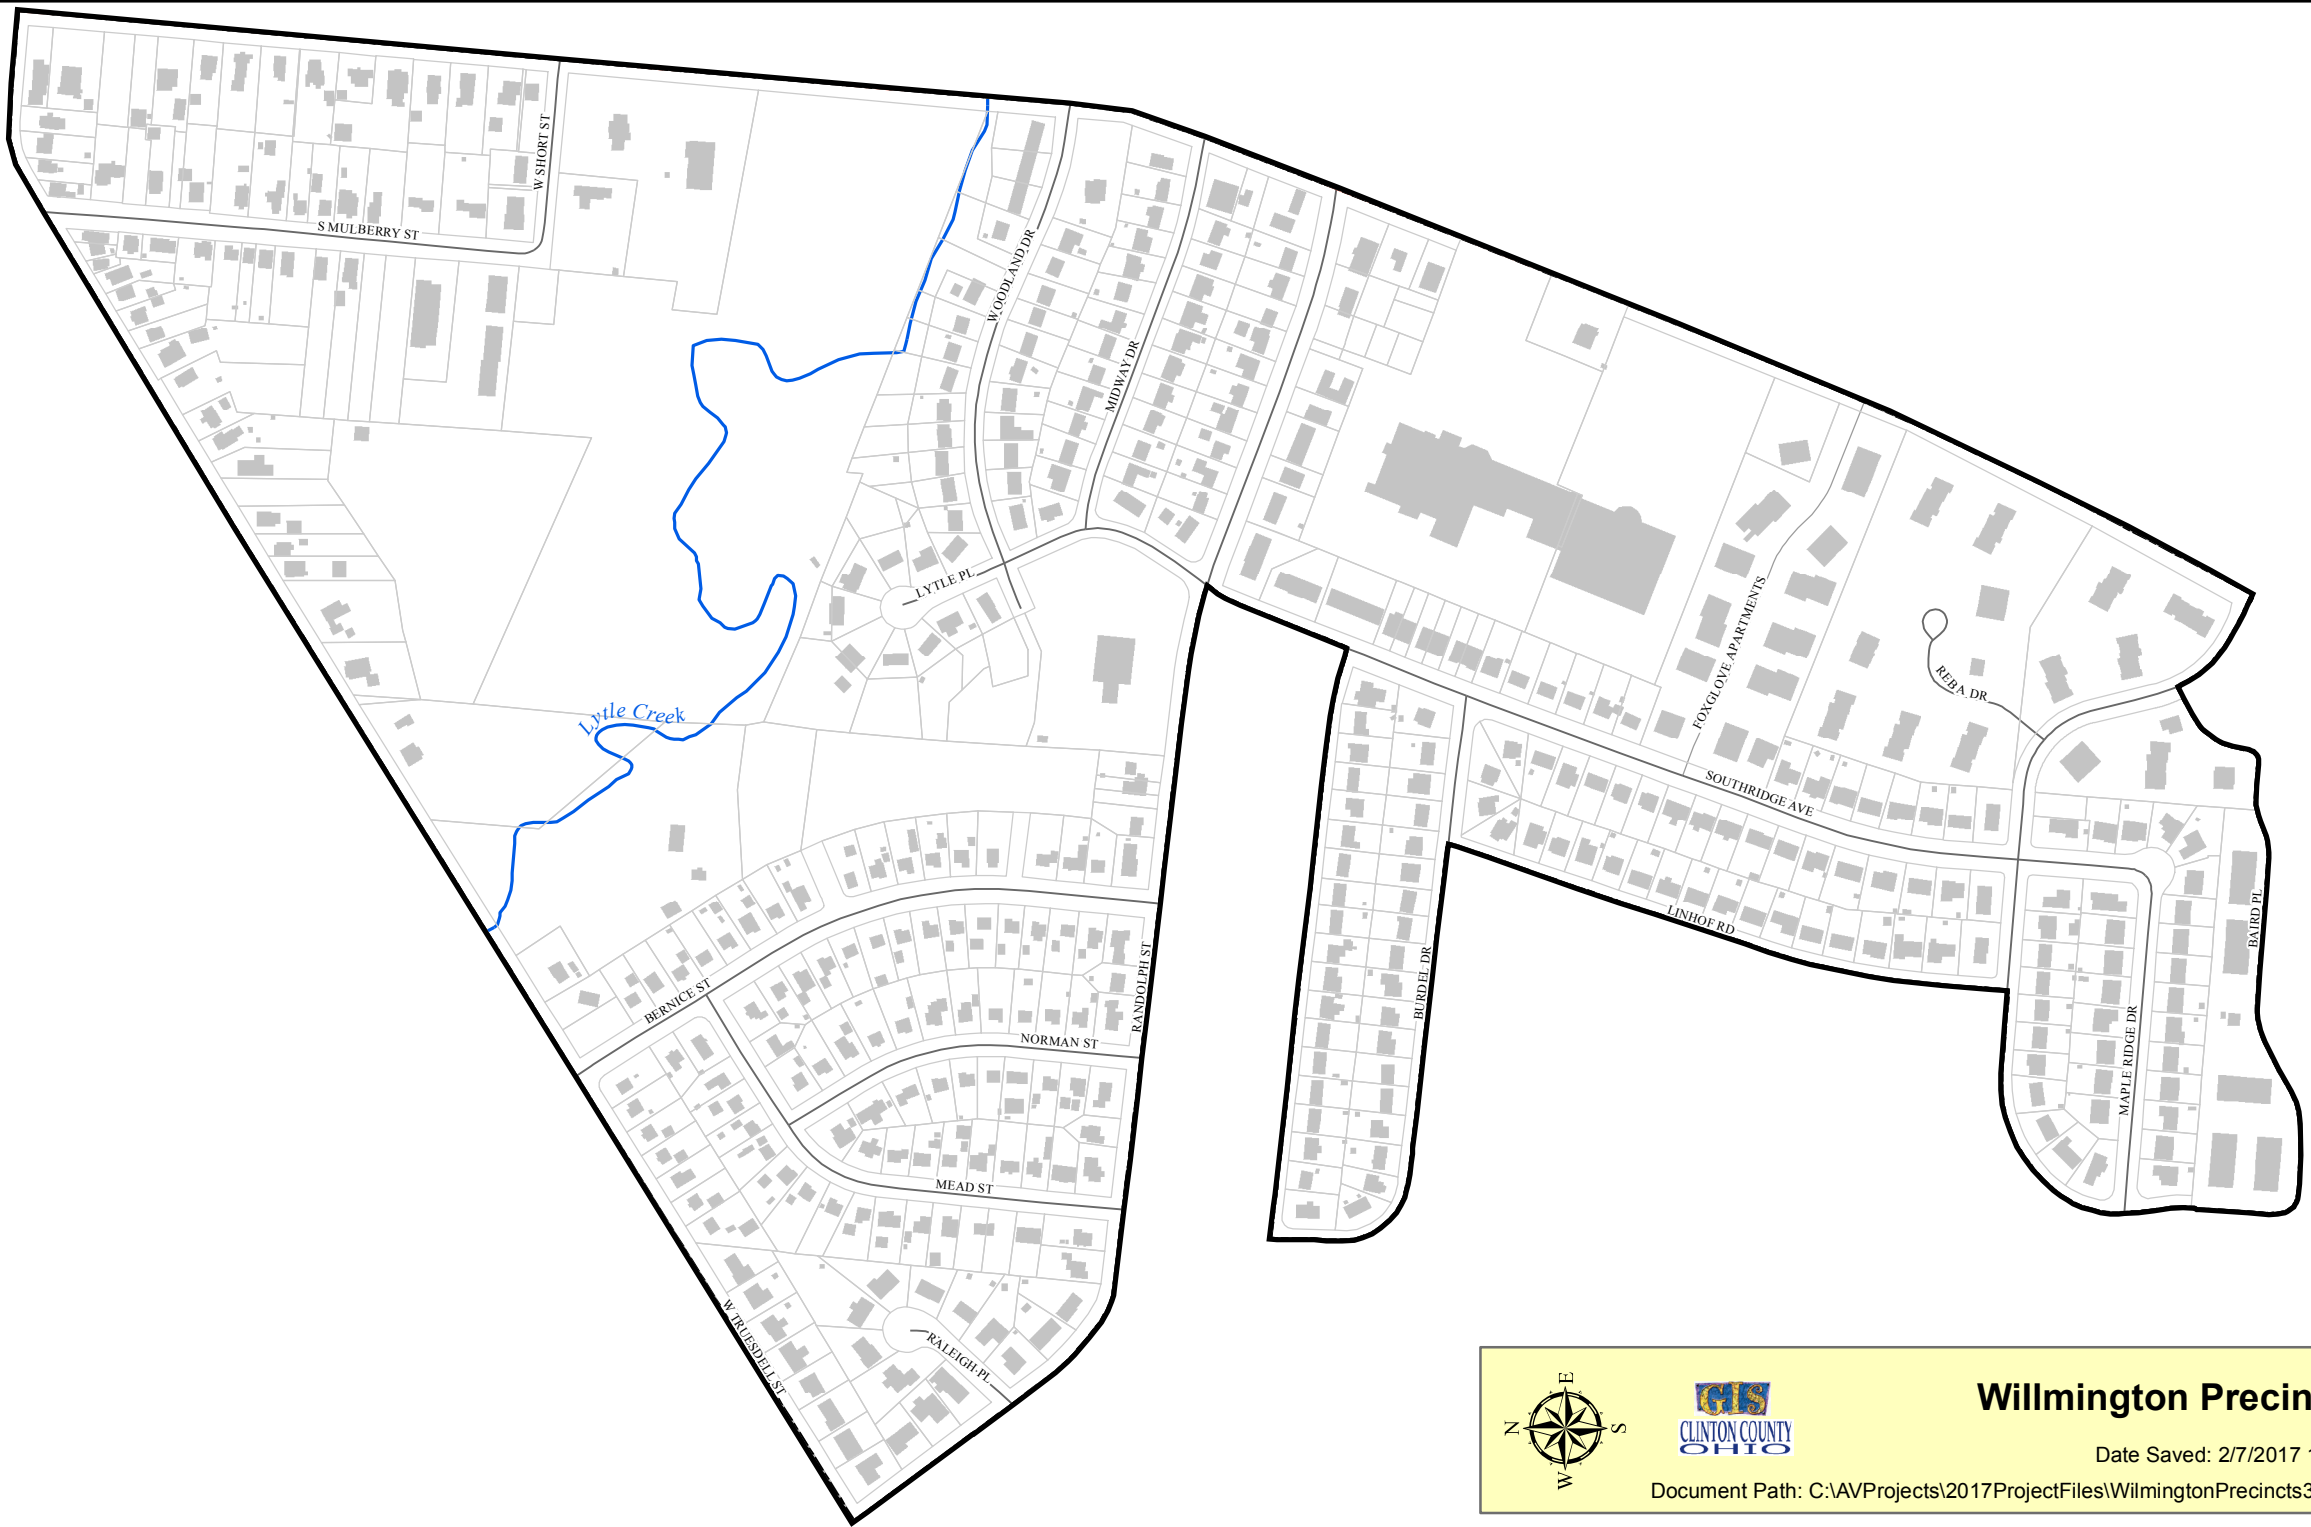 W SHORT ST
S MULBERRY ST
WOODLAND DR
MIDWAY DR
LYTLE PL
FOXGLOVE APARTMENTS
REBA DR
Lytle Creek
SOUTHRIDGE AVE
LINHOF RD
BAIRD PL
BURDEL DR
RANDOLPH ST
BERNICE ST
NORMAN ST
MAPLE RIDGE DR
MEAD ST
W TRUESDELL ST
RALEIGH PL
E
N
S
W
GIS
CLINTON COUNTY
OHIO
Willmington Precin
Date Saved: 2/7/2017 1
Document Path: C:\AVProjects\2017ProjectFiles\WilmingtonPrecincts3